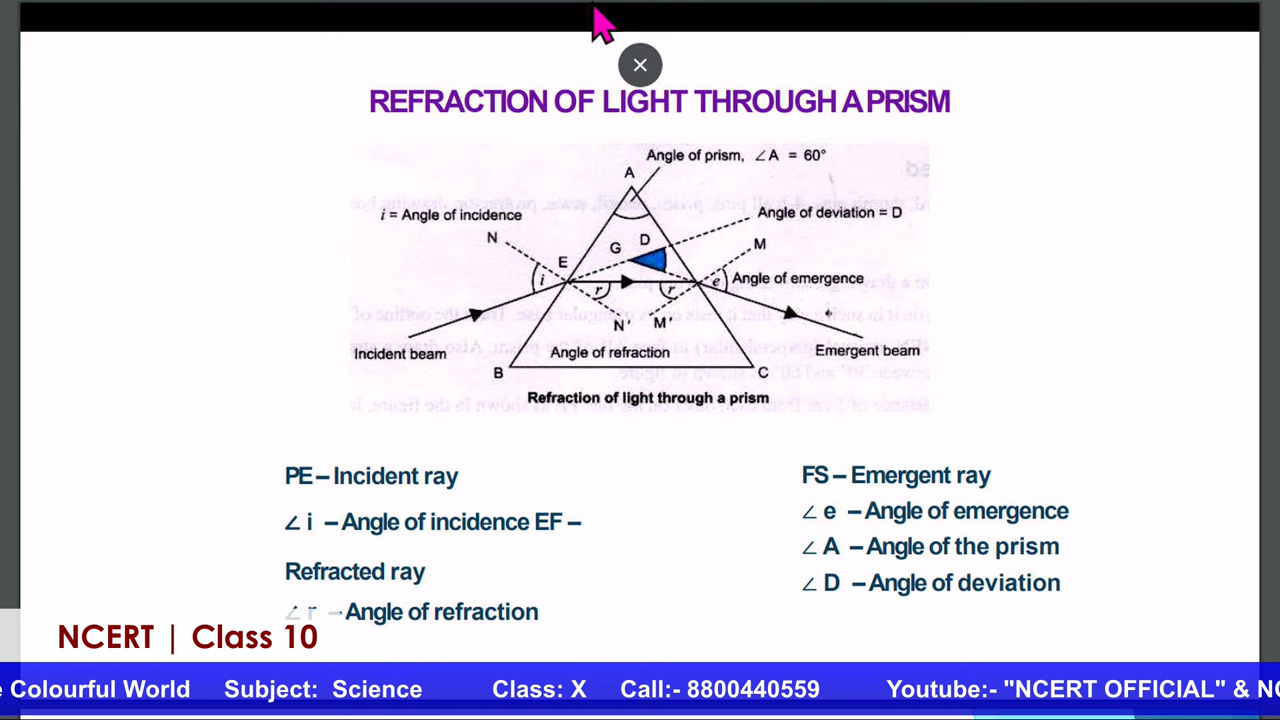 REFRACTION OF LIGHT THROUGH A PRISM
Angle of prism, ∠A = 60°
A
i = Angle of incidence
Angle of deviation = D
N
G
D
M
E
i
r
r
e
Angle of emergence
N'
M'
Incident beam
Angle of refraction
Emergent beam
B
C
Refraction of light through a prism
PE – Incident ray
∠ i – Angle of incidence EF –
Refracted ray
∠ r – Angle of refraction
FS – Emergent ray
∠ e – Angle of emergence
∠ A – Angle of the prism
∠ D – Angle of deviation
NCERT | Class 10
e Colourful World Subject: Science Class: X Call:- 8800440559 Youtube:- "NCERT OFFICIAL" & NC